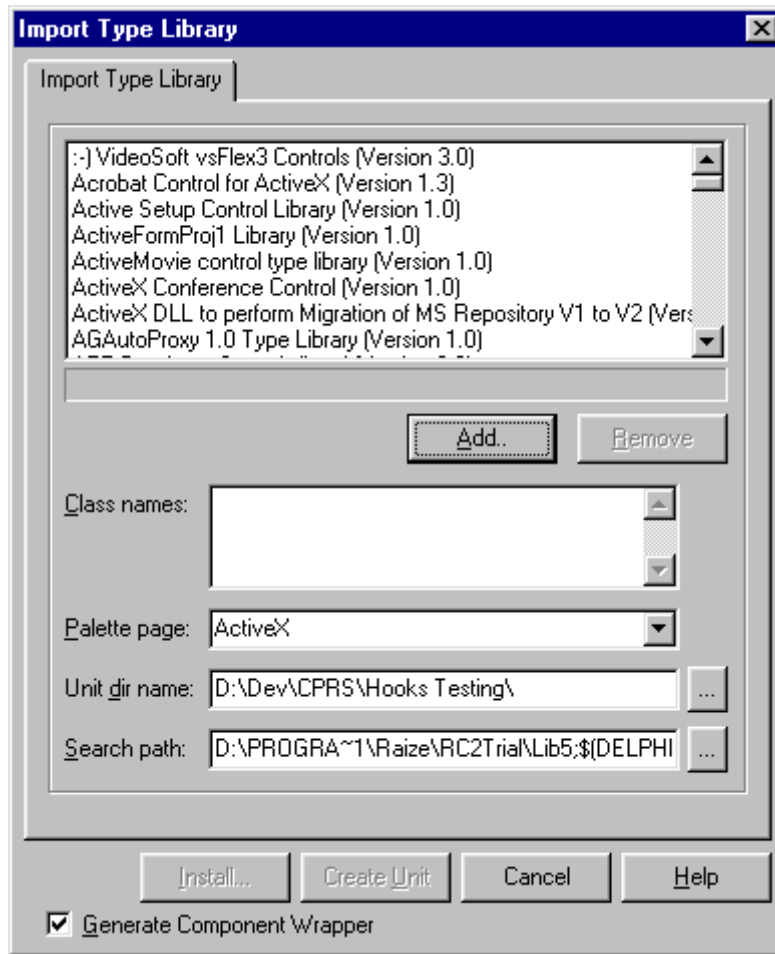 Import Type Library
Import Type Library
:-) VideoSoft vsFlex3 Controls (Version 3.0)
Acrobat Control for ActiveX (Version 1.3)
Active Setup Control Library (Version 1.0)
ActiveFormProj1 Library (Version 1.0)
ActiveMovie control type library (Version 1.0)
ActiveX Conference Control (Version 1.0)
ActiveX DLL to perform Migration of MS Repository V1 to V2 (Vers
AGAutoProxy 1.0 Type Library (Version 1.0)
Add.. Remove
Class names:
Palette page: ActiveX
Unit dir name: D:\Dev\CPRS\Hooks Testing\ ...
Search path: D:\PROGRA~1\Raize\RC2Trial\Lib5;$(DELPHI ...
Install... Create Unit Cancel Help
Generate Component Wrapper